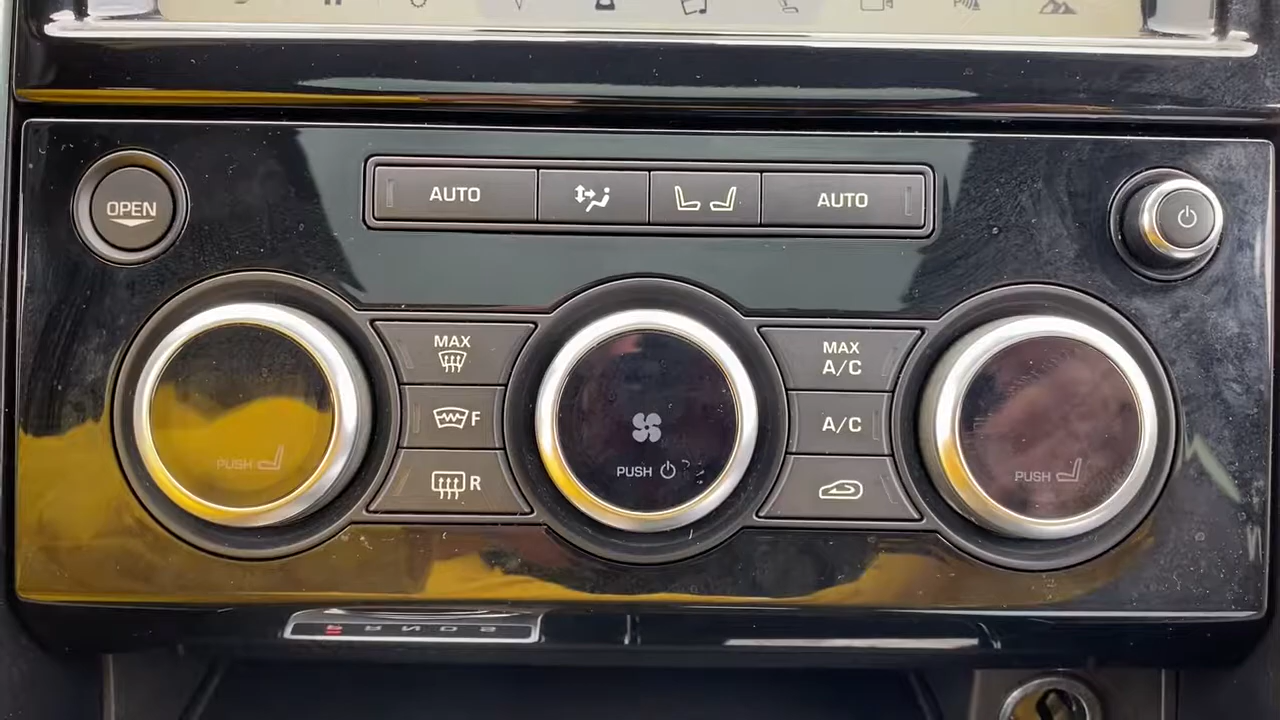 OPEN
AUTO
AUTO
MAX
F
R
MAX
A/C
A/C
PUSH
PUSH
PUSH
P R N D S